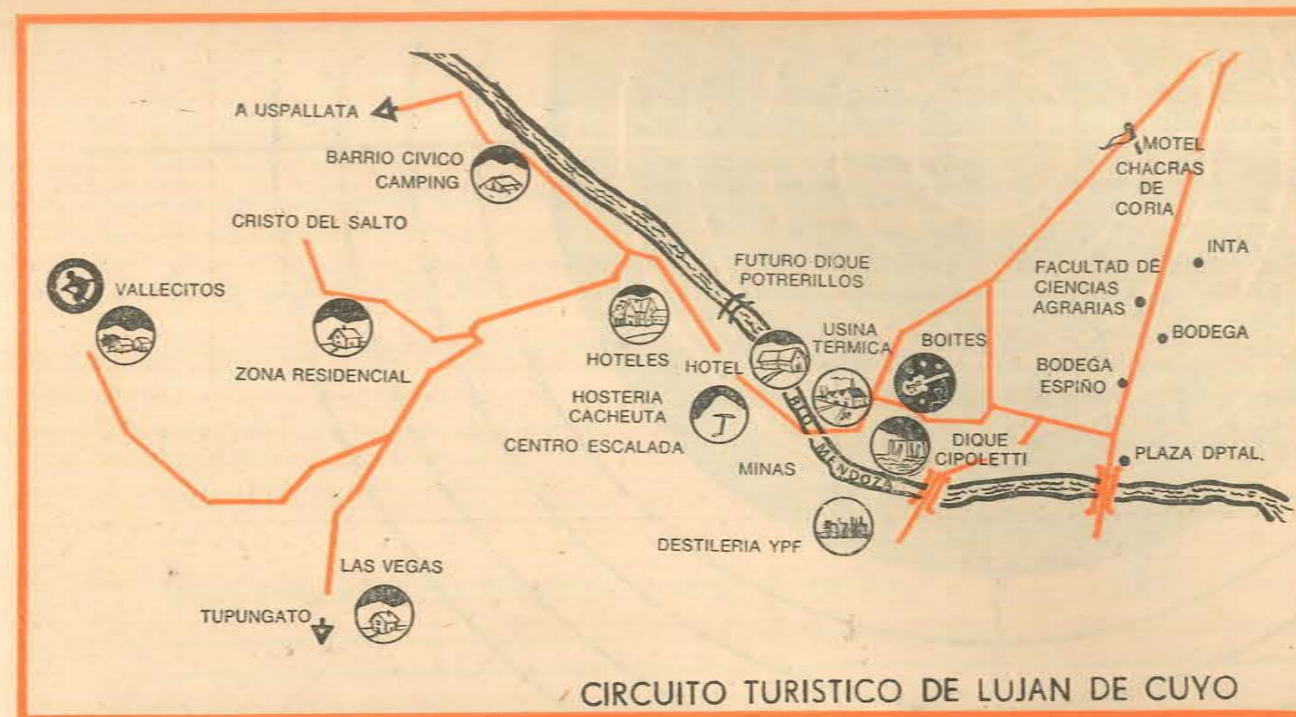 A USPALLATA
BARRIO CIVICO
CAMPING
CRISTO DEL SALTO
VALLECITOS
ZONA RESIDENCIAL
HOTELES
HOTEL
HOSTERIA
CACHEUTA
CENTRO ESCALADA
MINAS
DESTILERIA YPF
LAS VEGAS
TUPUNGATO
FUTURO DIQUE
POTRERILLOS
USINA
TERMICA
BOITES
RIO MENDOZA
DIQUE
CIPOLETTI
MOTEL
CHACRAS
DE
CORIA
INTA
FACULTAD DE
CIENCIAS
AGRARIAS
BODEGA
BODEGA
ESPIÑO
PLAZA DPTAL.
CIRCUITO TURISTICO DE LUJAN DE CUYO